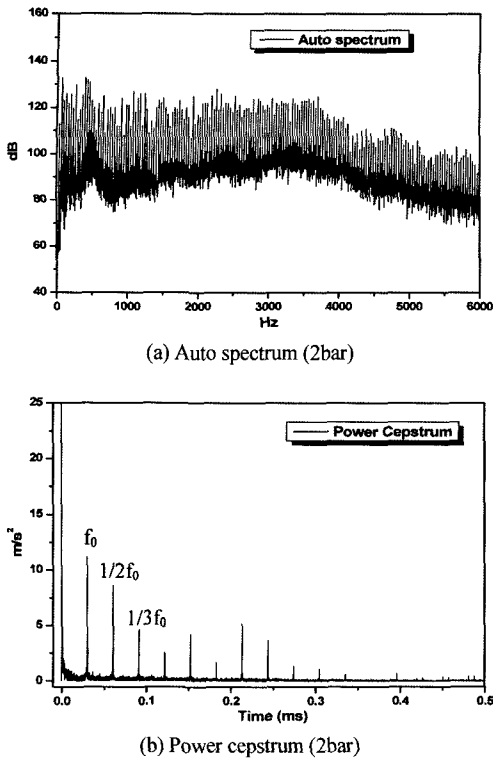 160
140
120
100
80
60
40
dB
Auto spectrum
0 1000 2000 3000 4000 5000 6000
Hz
(a) Auto spectrum (2bar)
25
20
15
10
5
0
m/s²
Power Cepstrum
f₀
1/2f₀
1/3f₀
0.0 0.1 0.2 0.3 0.4 0.5
Time (ms)
(b) Power cepstrum (2bar)